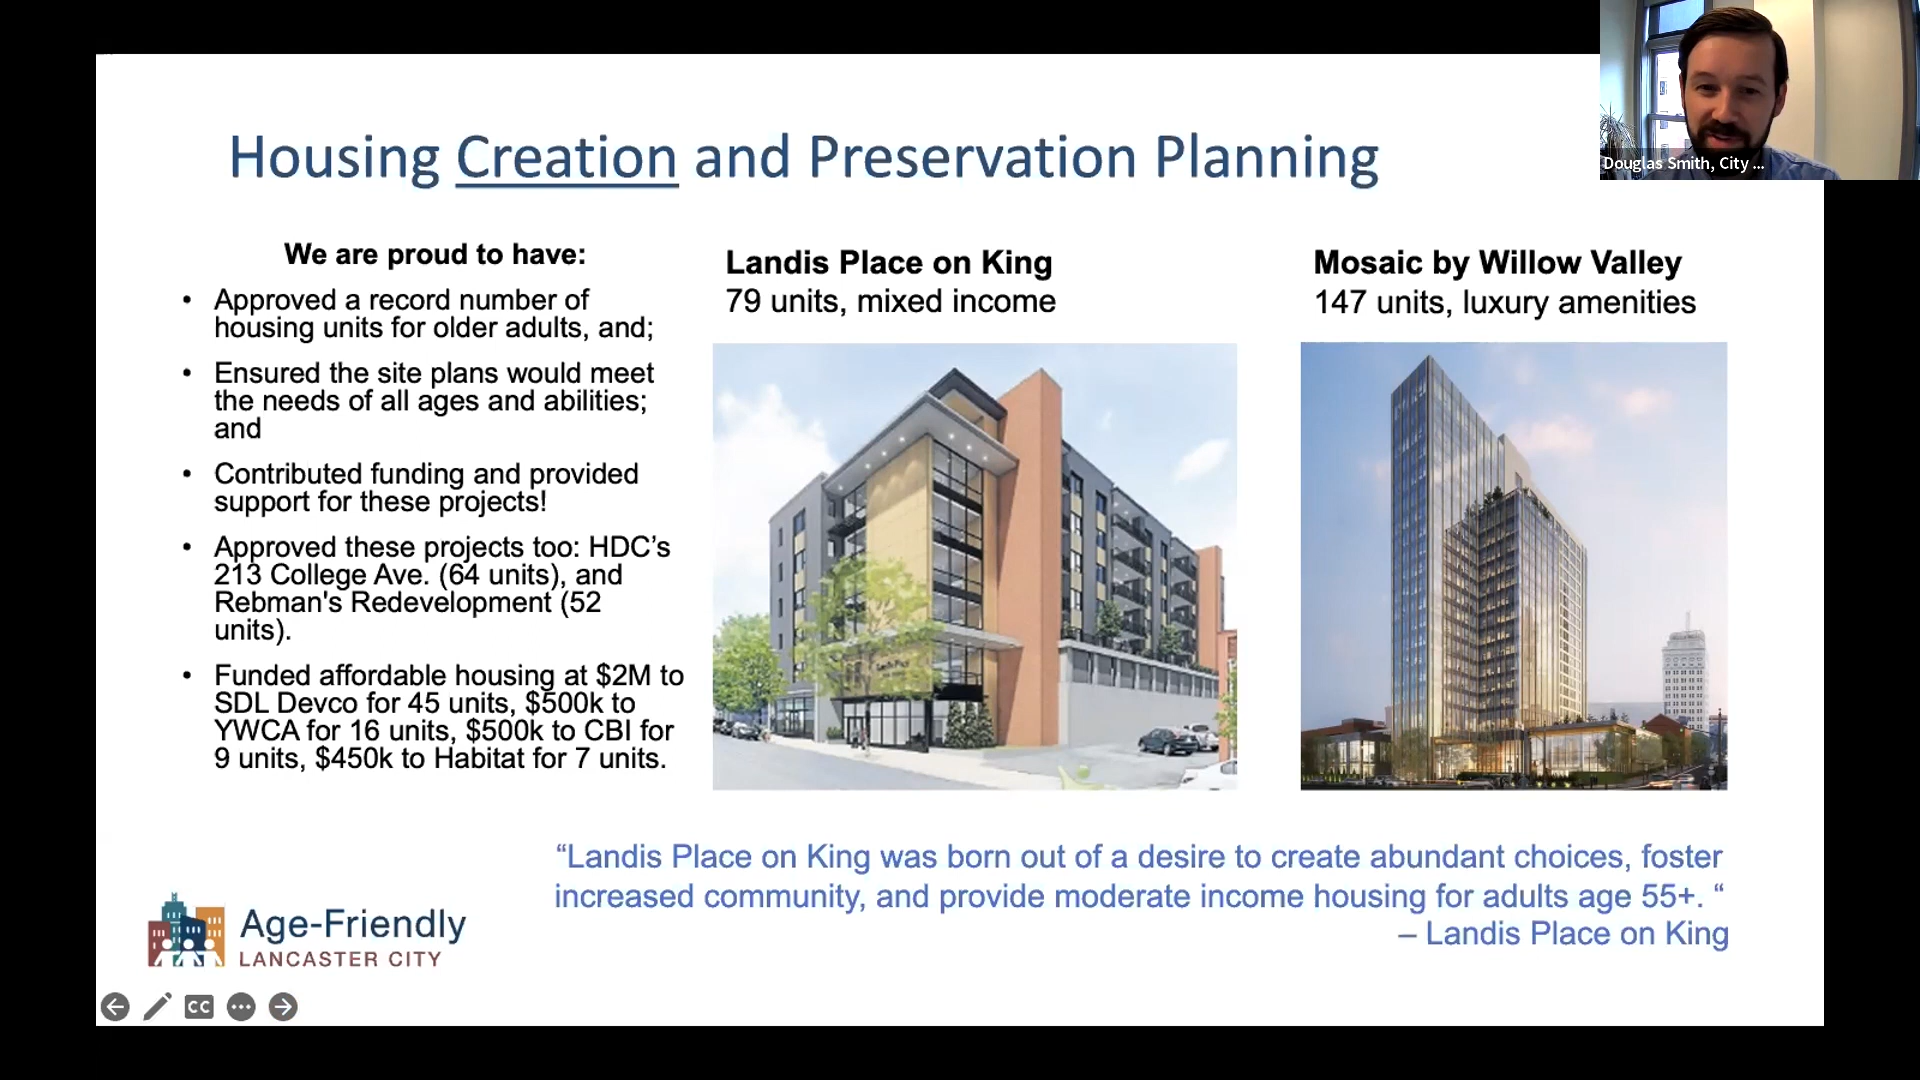 Douglas Smith, City ...
Housing Creation and Preservation Planning
We are proud to have:
• Approved a record number of
housing units for older adults, and;
• Ensured the site plans would meet
the needs of all ages and abilities;
and
• Contributed funding and provided
support for these projects!
• Approved these projects too: HDC’s
213 College Ave. (64 units), and
Rebman's Redevelopment (52
units).
• Funded affordable housing at $2M to
SDL Devco for 45 units, $500k to
YWCA for 16 units, $500k to CBI for
9 units, $450k to Habitat for 7 units.
Landis Place on King
79 units, mixed income
Mosaic by Willow Valley
147 units, luxury amenities
“Landis Place on King was born out of a desire to create abundant choices, foster
increased community, and provide moderate income housing for adults age 55+. “
– Landis Place on King
Age-Friendly
LANCASTER CITY
CC